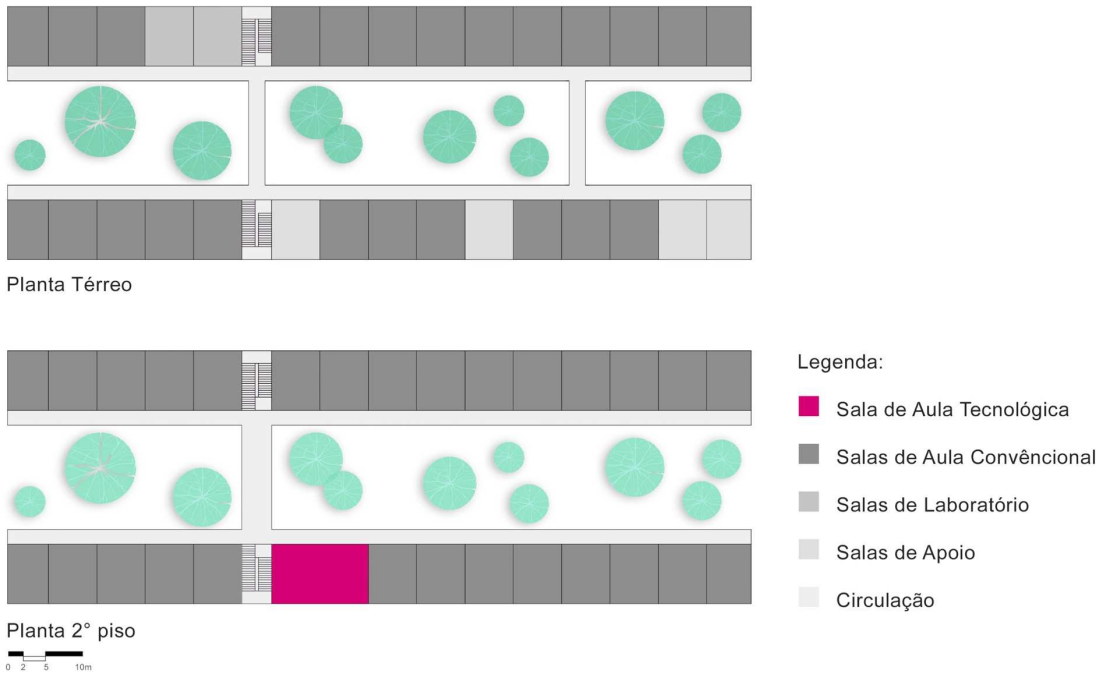 Planta Térreo
Legenda:
Sala de Aula Tecnológica
Salas de Aula Convêncional
Salas de Laboratório
Salas de Apoio
Circulação
Planta 2° piso
0 2 5 10m